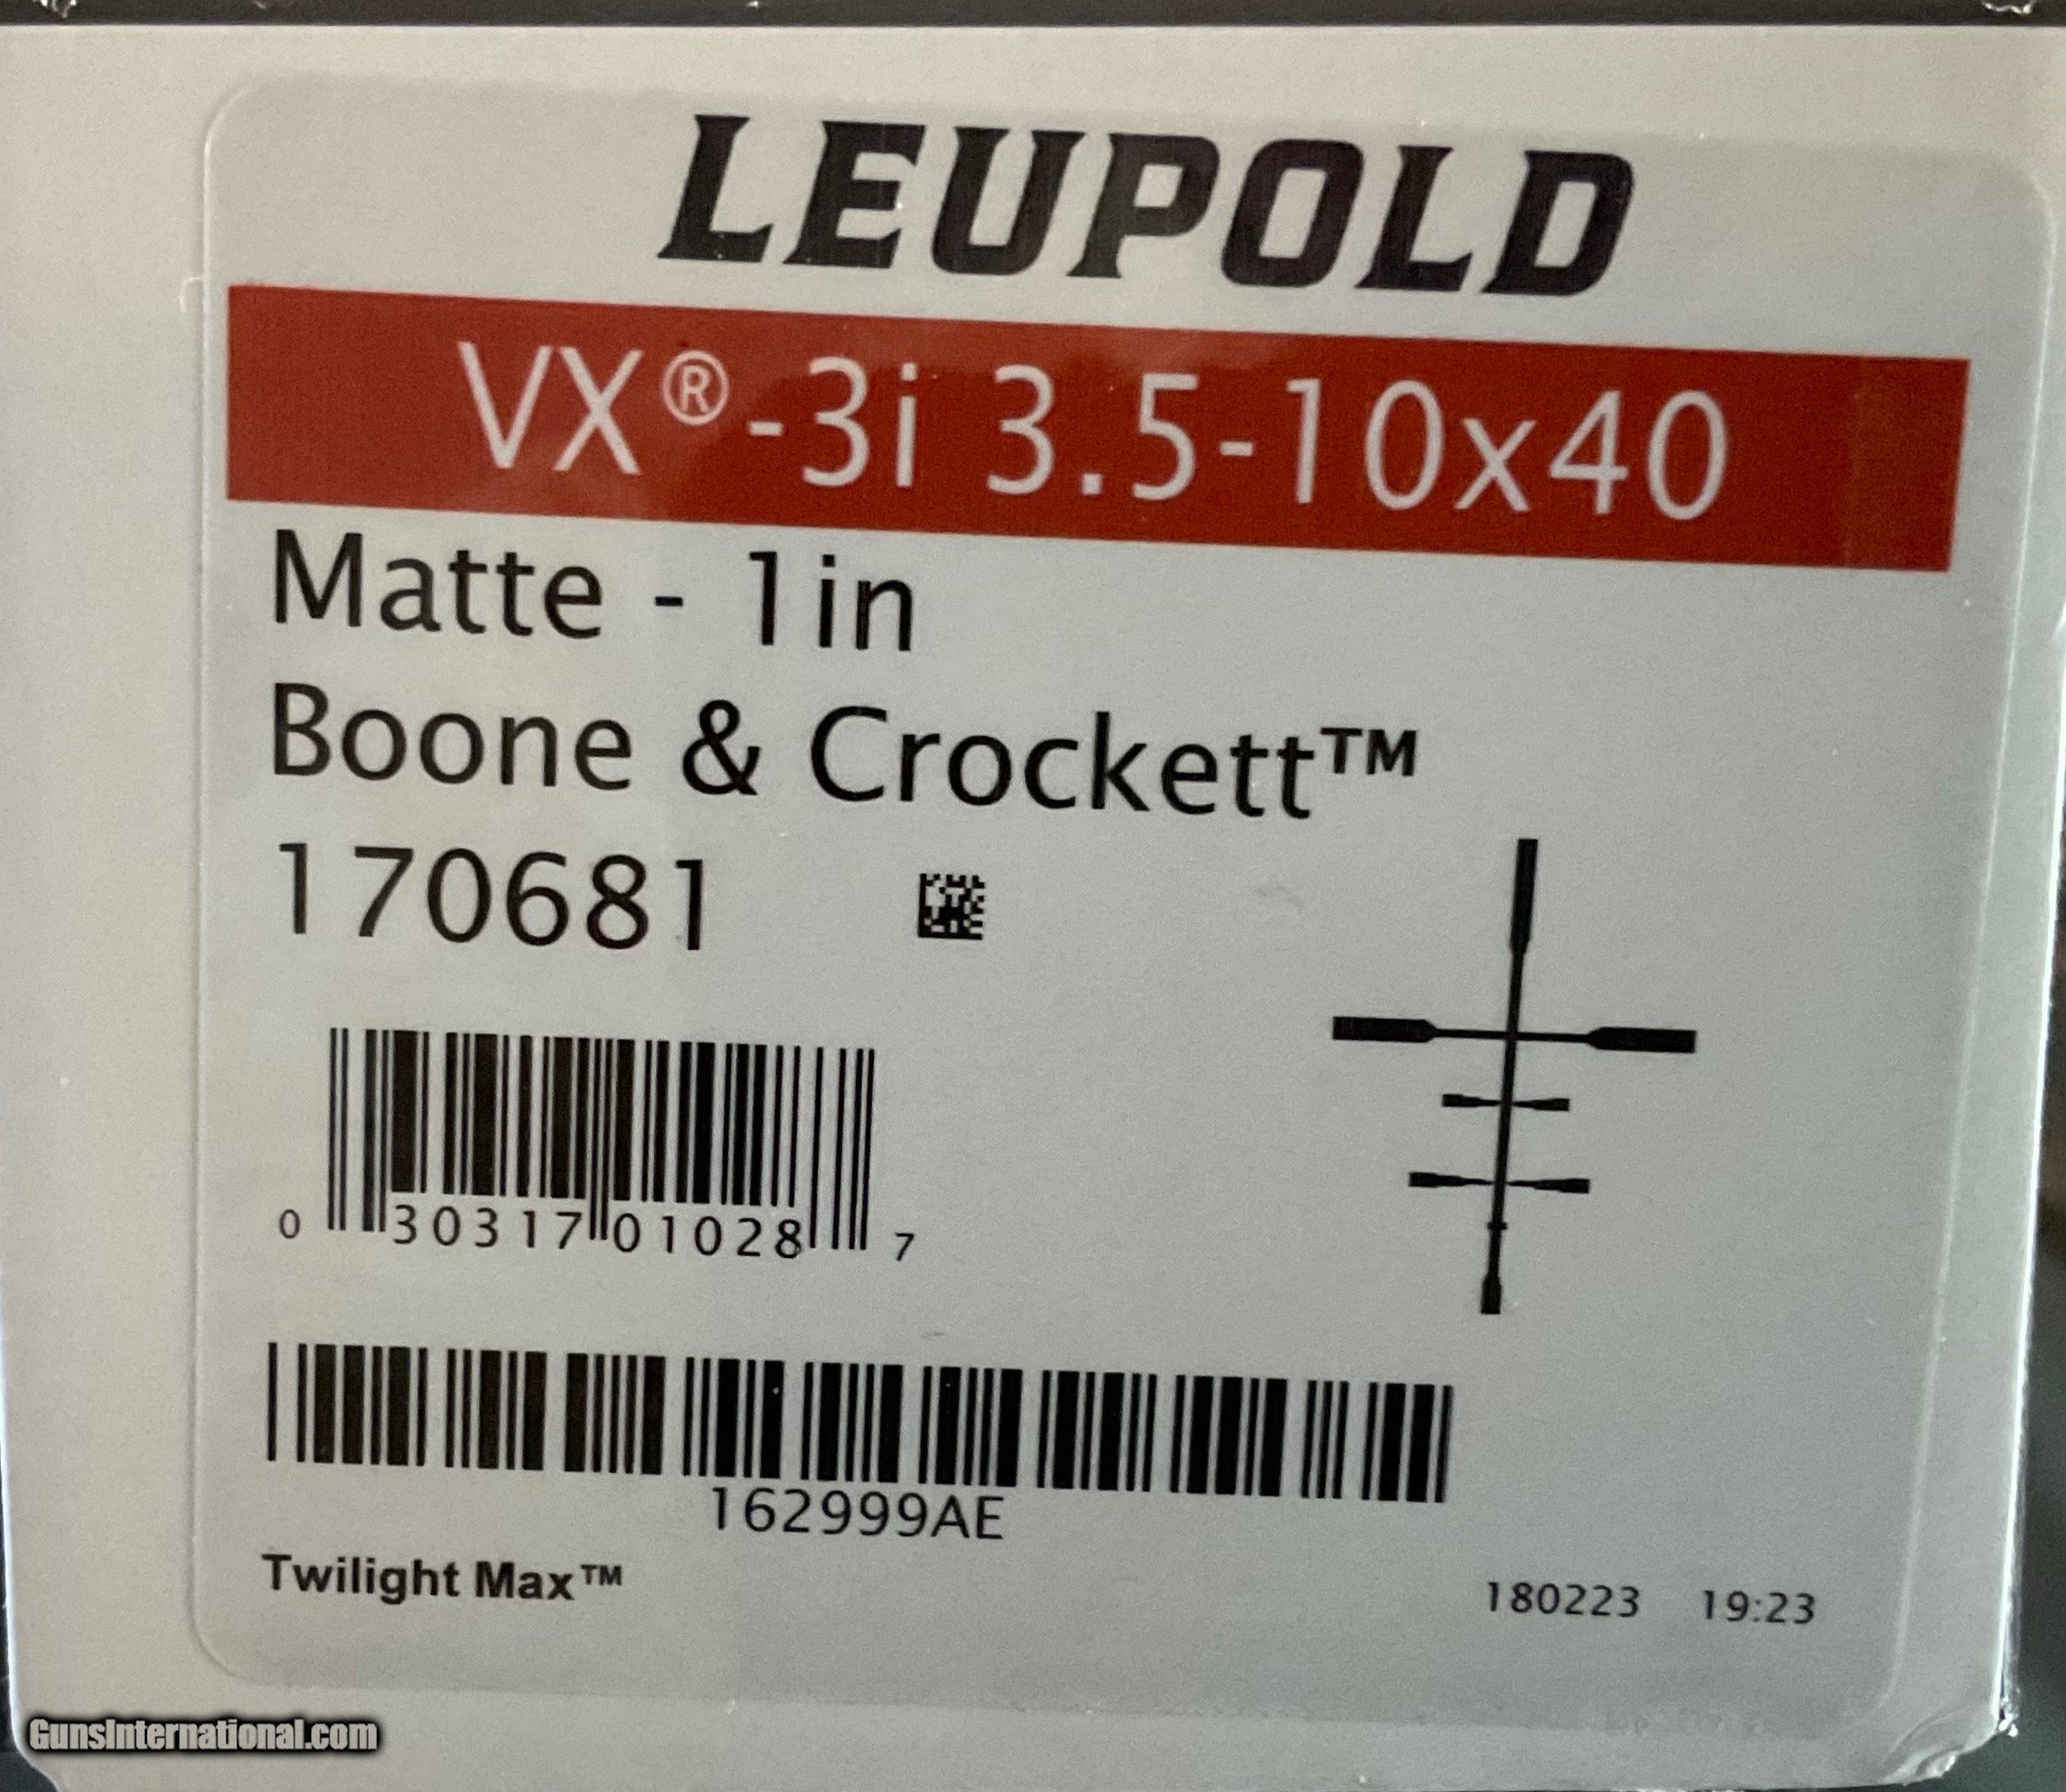 LEUPOLD
VX®-3i 3.5-10x40
Matte - 1in
Boone & Crockett™
170681
0 30317 01028 7
162999AE
Twilight Max™
180223 19:23
GunsInternational.com